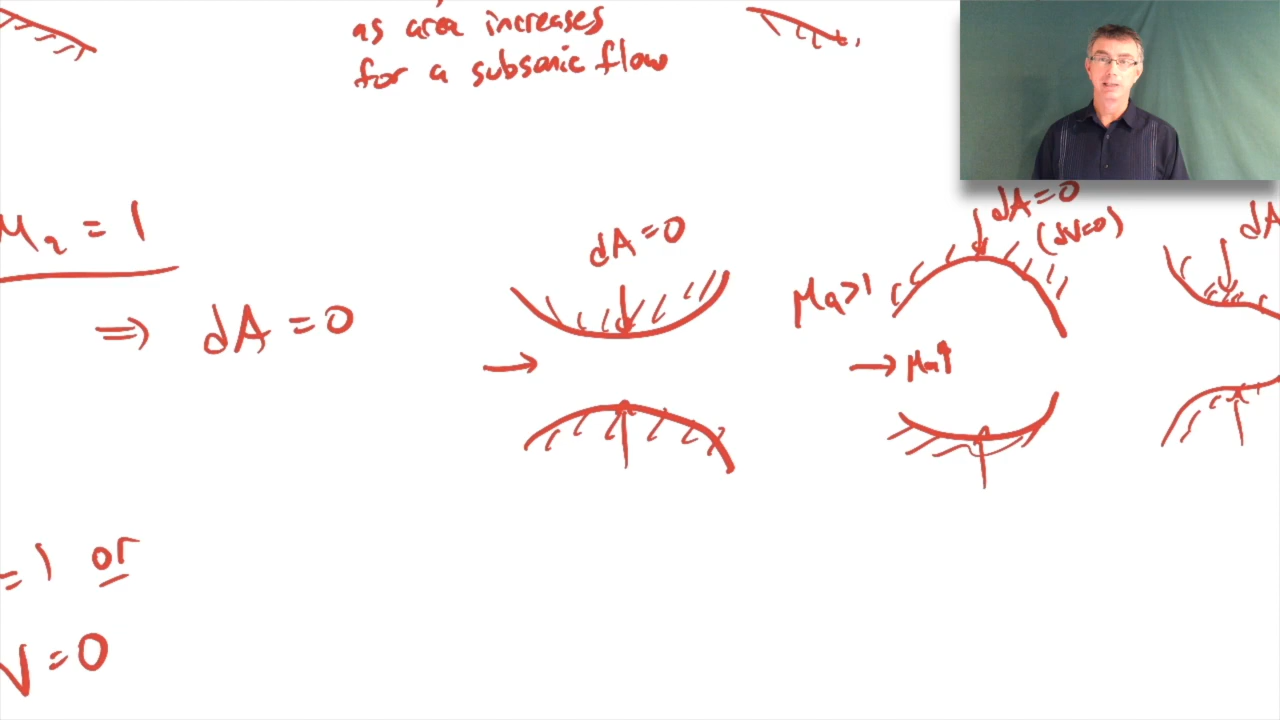 as area increases
for a subsonic flow
Ma = 1
⇒ dA = 0
dA = 0
→
dA = 0
(dV=0)
Ma>1
→ Ma↑
dA
= 1 or
V = 0